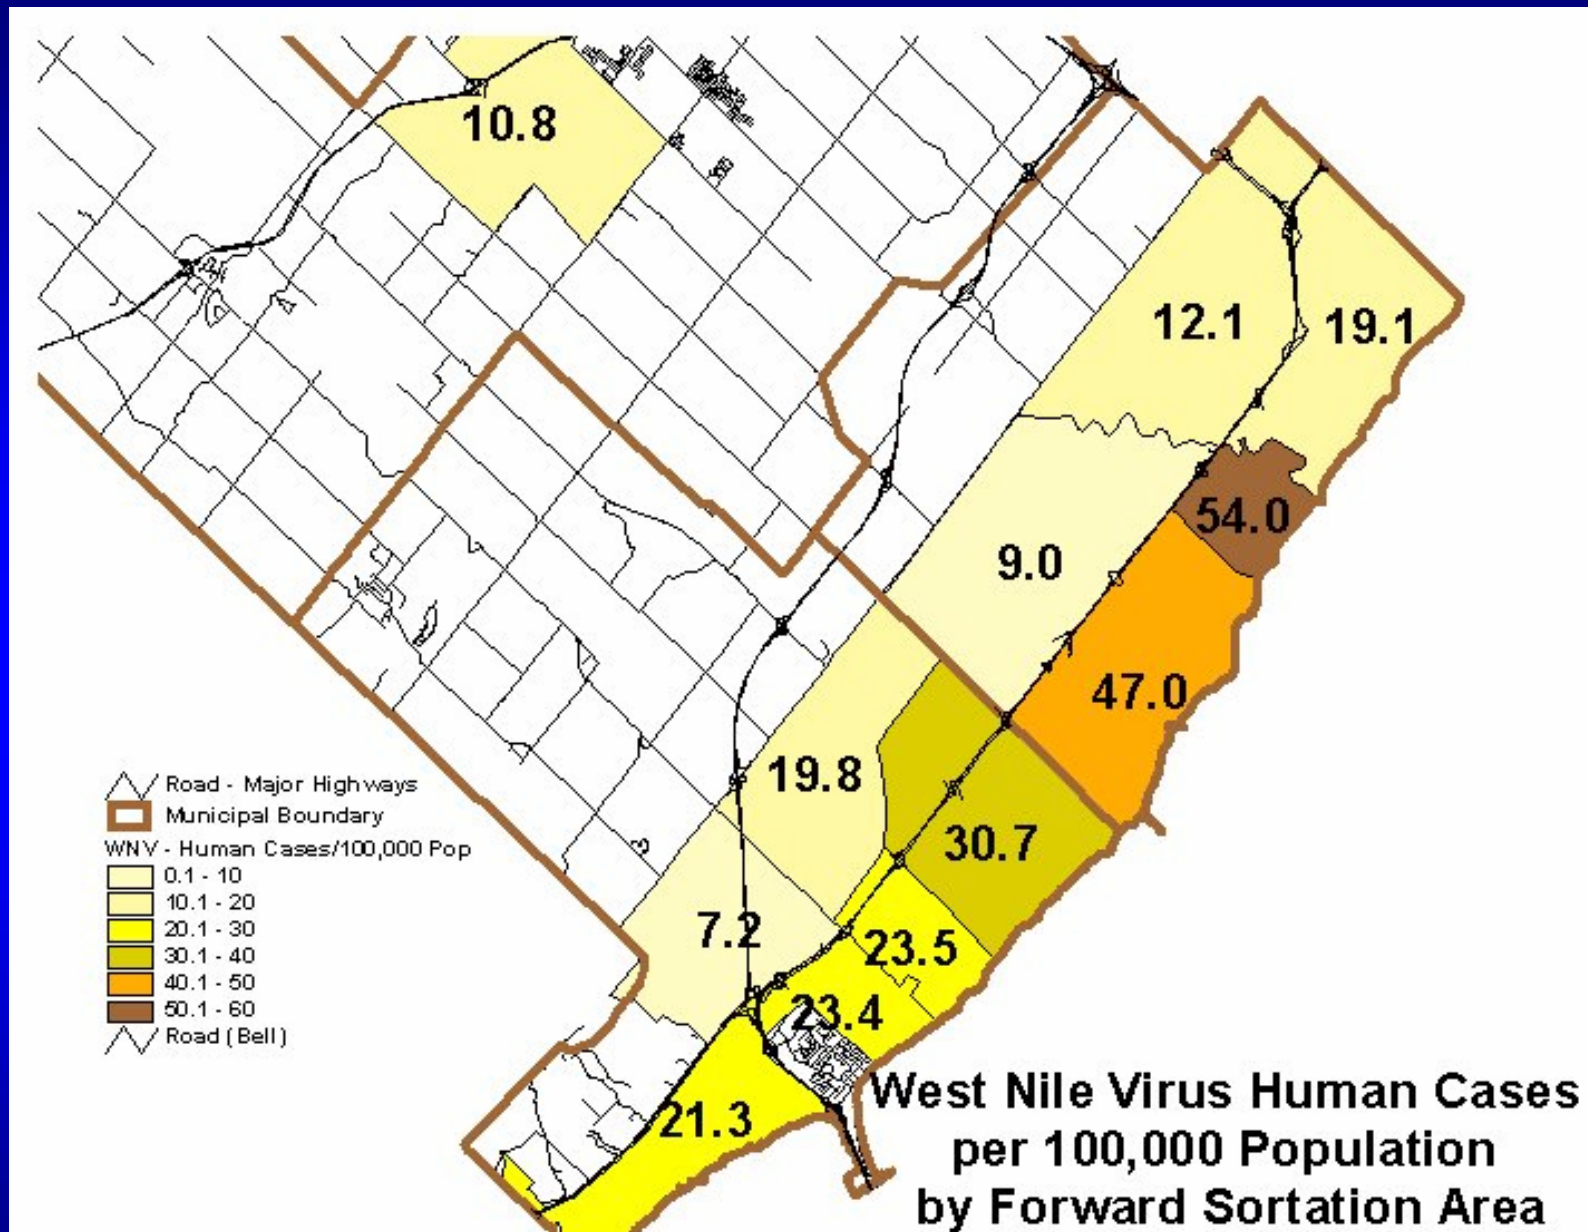 10.8
12.1
19.1
54.0
9.0
47.0
19.8
30.7
7.2
23.5
23.4
21.3
Road - Major Highways
Municipal Boundary
WNV - Human Cases/100,000 Pop
0.1 - 10
10.1 - 20
20.1 - 30
30.1 - 40
40.1 - 50
50.1 - 60
Road (Bell)
West Nile Virus Human Cases
per 100,000 Population
by Forward Sortation Area